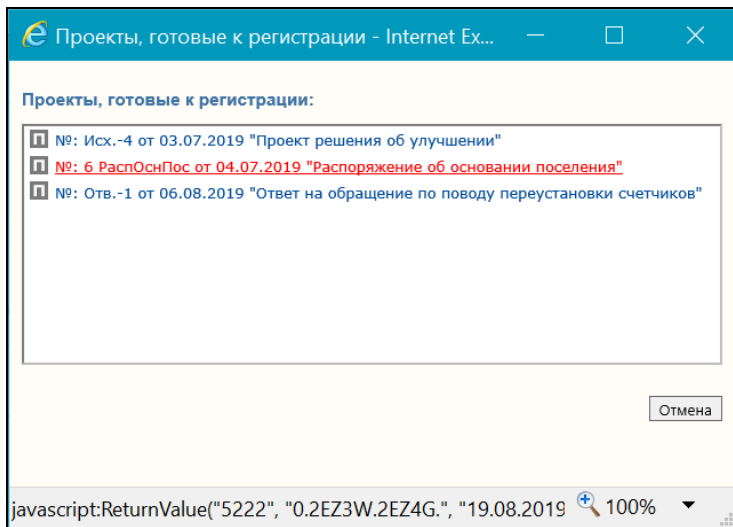 Проекты, готовые к регистрации - Internet Ex...
Проекты, готовые к регистрации:
П №: Исх.-4 от 03.07.2019 "Проект решения об улучшении"
П №: 6 РаспОснПос от 04.07.2019 "Распоряжение об основании поселения"
П №: Отв.-1 от 06.08.2019 "Ответ на обращение по поводу переустановки счетчиков"
Отмена
javascript:ReturnValue("5222", "0.2EZ3W.2EZ4G.", "19.08.2019 100%